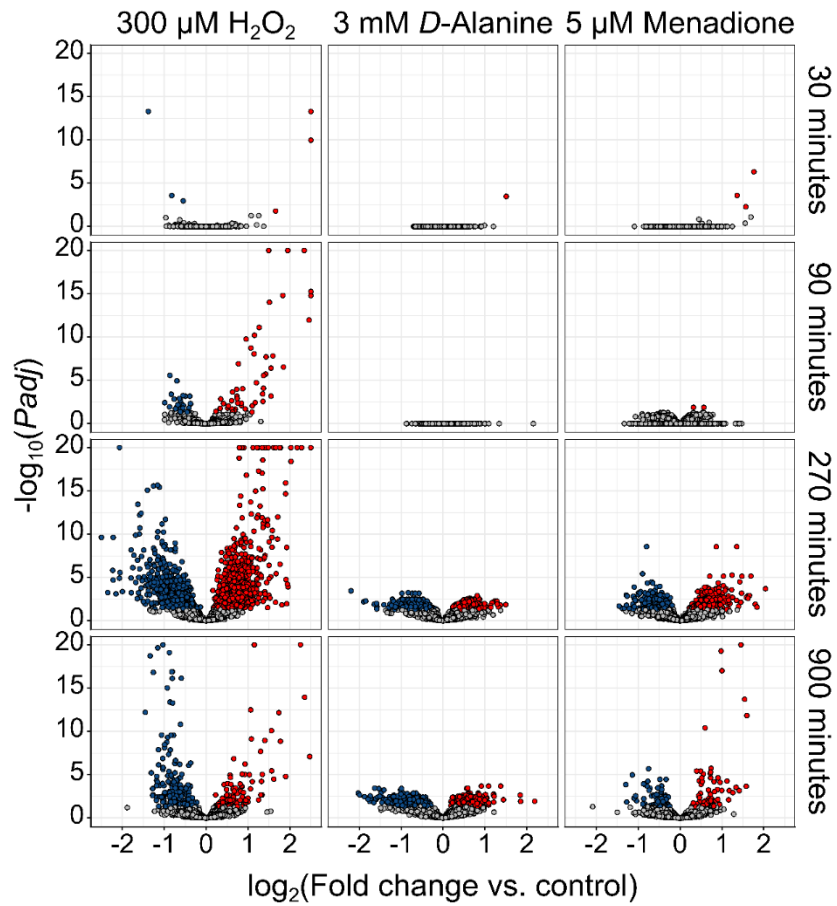 300 µM H₂O₂ 3 mM D-Alanine 5 µM Menadione
20
15
10
5
0
30 minutes
20
15
10
5
0
90 minutes
-log₁₀(Padj)
20
15
10
5
0
270 minutes
20
15
10
5
0
900 minutes
-2 -1 0 1 2 -2 -1 0 1 2 -2 -1 0 1 2
log₂(Fold change vs. control)